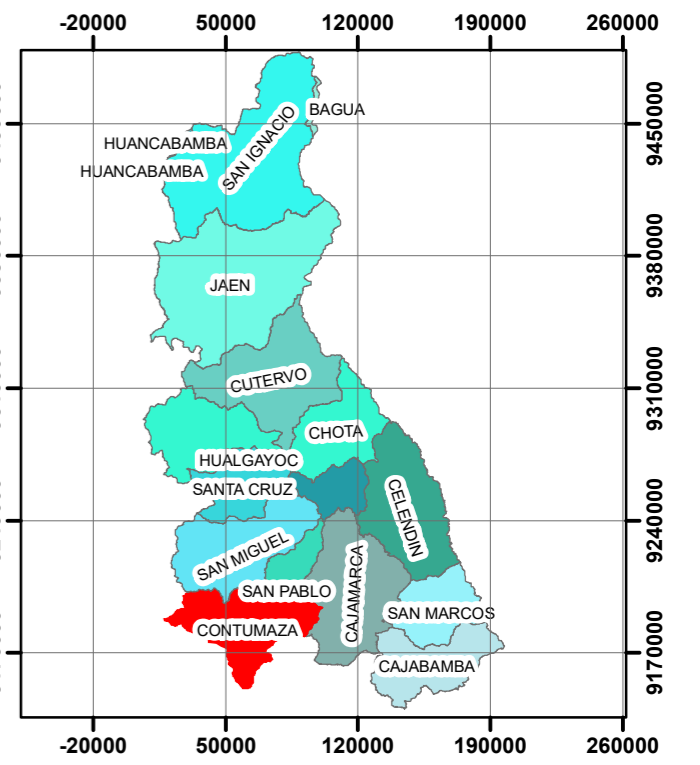 -20000 50000 120000 190000 260000
BAGUA
9450000
HUANCABAMBA
SAN IGNACIO
HUANCABAMBA
9380000
JAEN
9310000
CUTERVO
CHOTA
HUALGAYOC
SANTA CRUZ
CELENDIN
9240000
SAN MIGUEL
CAJAMARCA
SAN PABLO
SAN MARCOS
CONTUMAZA
9170000
CAJABAMBA
-20000 50000 120000 190000 260000